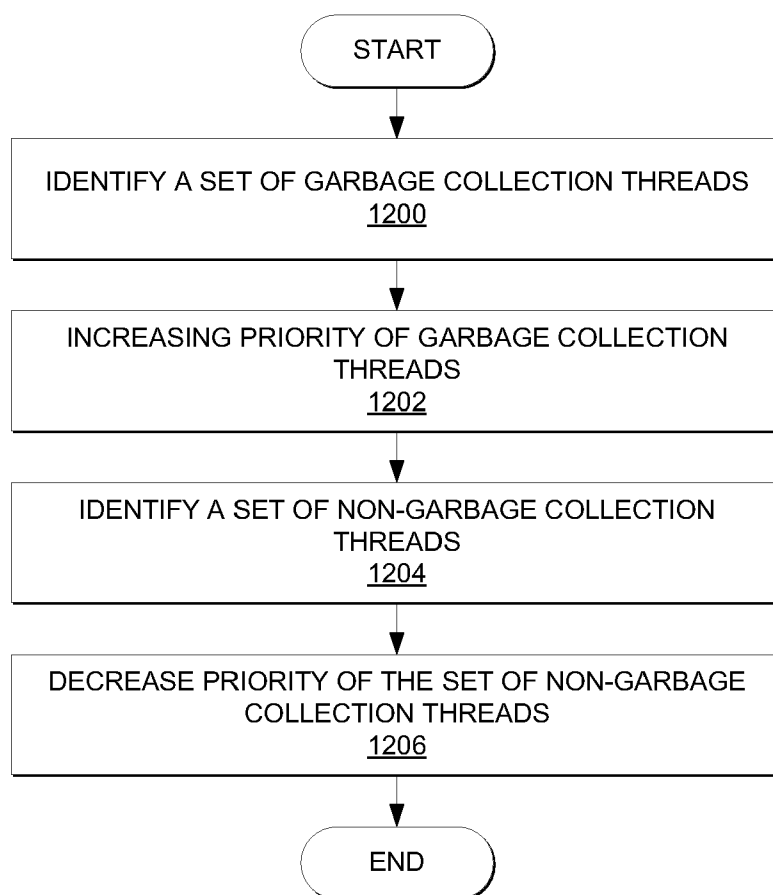 START
IDENTIFY A SET OF GARBAGE COLLECTION THREADS
1200
INCREASING PRIORITY OF GARBAGE COLLECTION
THREADS
1202
IDENTIFY A SET OF NON-GARBAGE COLLECTION
THREADS
1204
DECREASE PRIORITY OF THE SET OF NON-GARBAGE
COLLECTION THREADS
1206
END